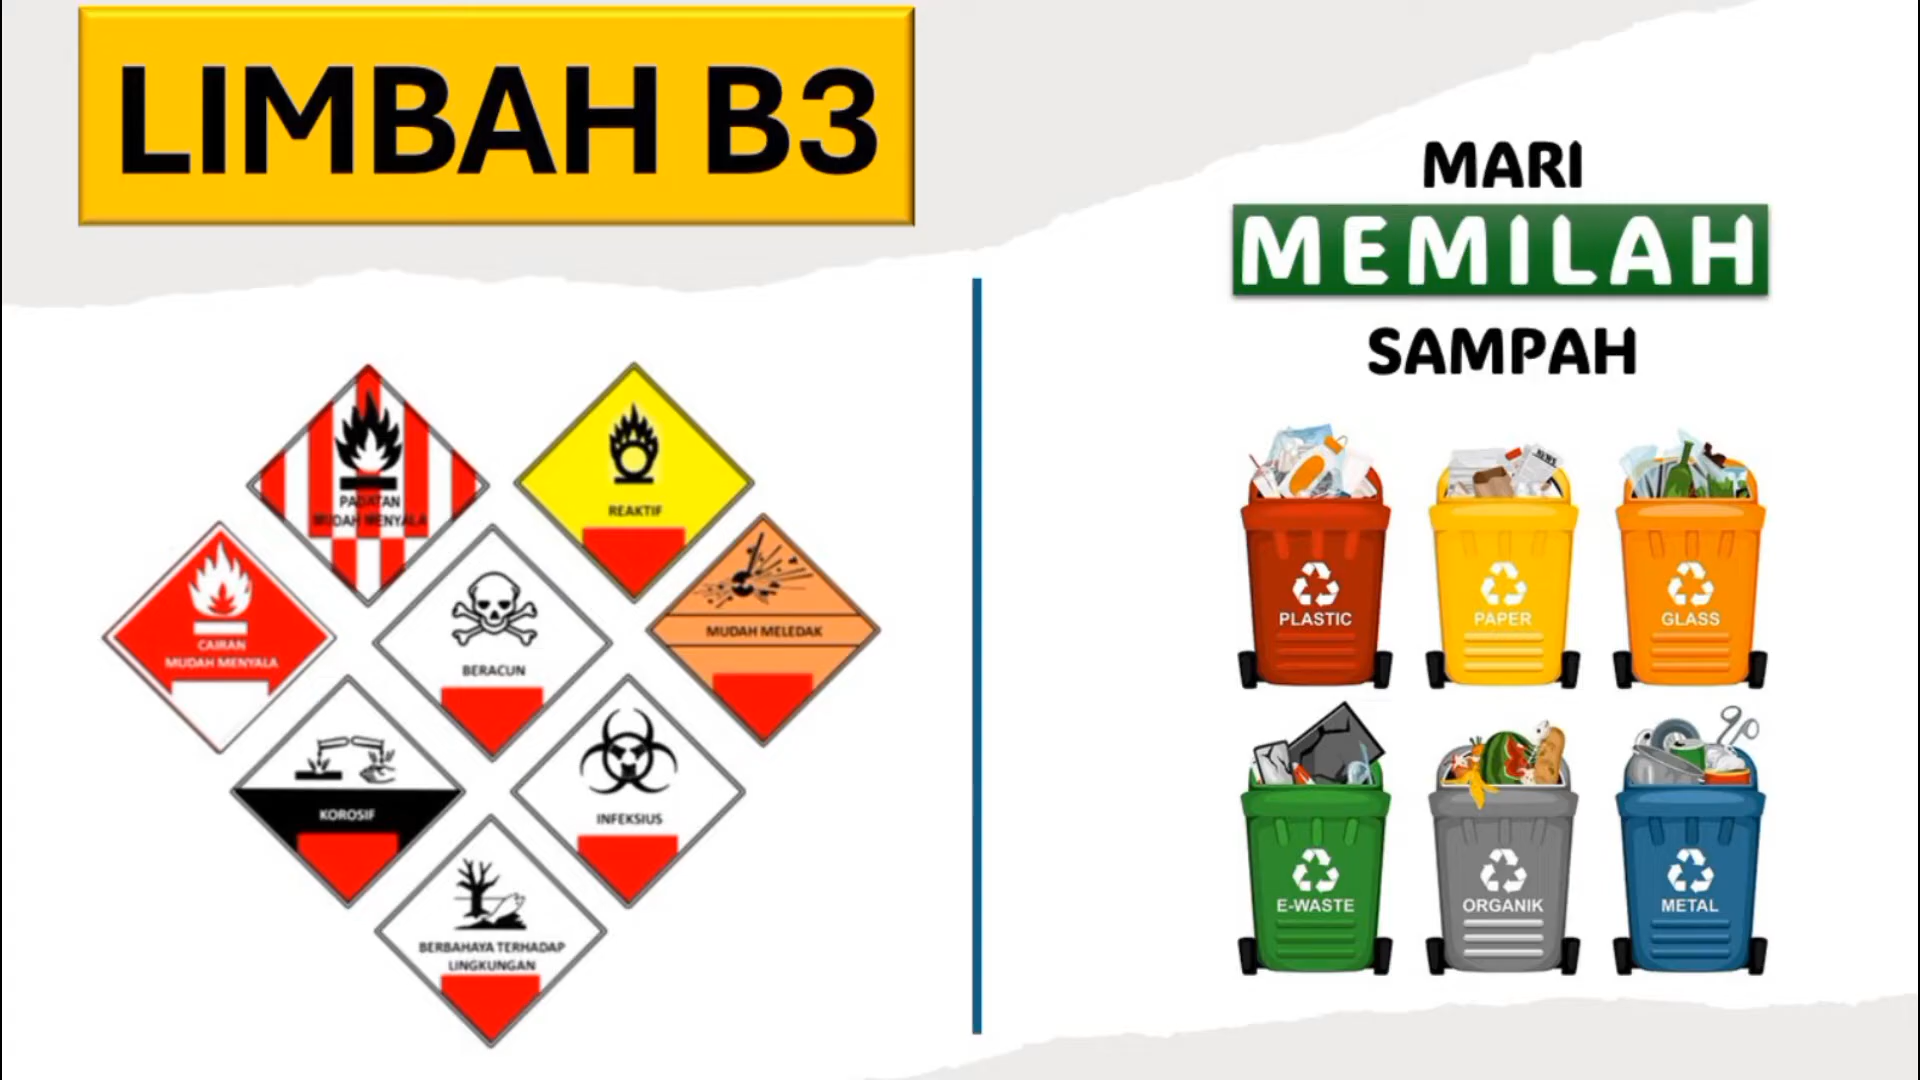 LIMBAH B3
PADATAN
MUDAH MENYALA
REAKTIF
CAIRAN
MUDAH MENYALA
BERACUN
MUDAH MELEDAK
KOROSIF
INFEKSIUS
BERBAHAYA TERHADAP
LINGKUNGAN
MARI
MEMILAH
SAMPAH
PLASTIC
PAPER
GLASS
E-WASTE
ORGANIK
METAL